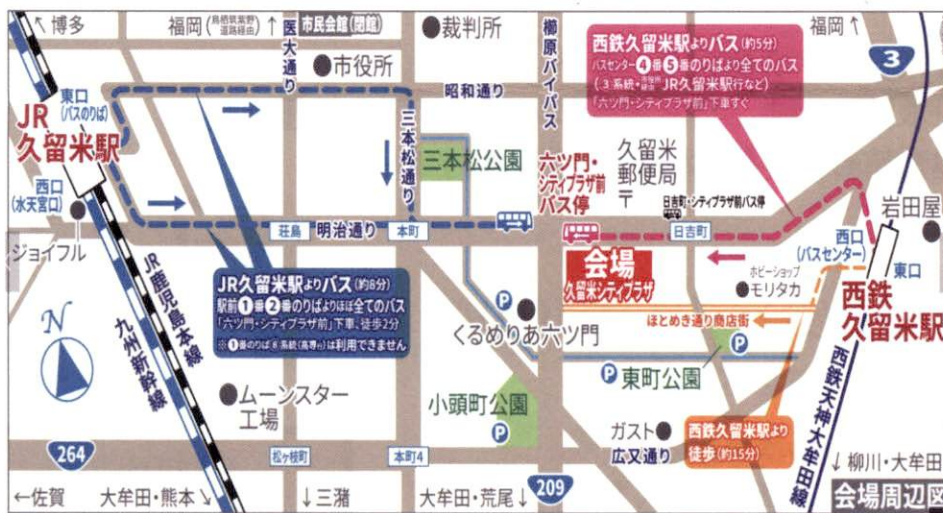 ↖博多
福岡(鳥栖筑紫野道路経由)↑
市民会館(閉館)
医大通り
裁判所
櫛原バイパス
西鉄久留米駅よりバス(約5分)
バスセンター④番⑤番のりばより全てのバス
JR久留米駅行など)
「六ツ門・シティプラザ前」下車すぐ
福岡↗
3
市役所
昭和通り
東口
(バスのりば)
JR
久留米駅
三本松通り
三本松公園
六ツ門・
シティプラザ前
バス停
久留米
郵便局
〒
日吉町・シティプラザ前バス停
岩田屋
西口
(水天宮口)
ジョイフル
荘島
明治通り
本町
日吉町
西口
(バスセンター)
東口
会場
久留米シティプラザ
ホビーショップ
モリタカ
西鉄
久留米駅
JR久留米駅よりバス(約8分)
駅前①番②番のりばよりほぼ全てのバス
「六ツ門・シティプラザ前」下車、徒歩2分
※①番のりば⑧系統(高専行)は利用できません
JR鹿児島本線
九州新幹線
N
P
くるめりあ六ツ門
ほとめき通り商店街
P
P
東町公園
西鉄天神大牟田線
ムーンスター
工場
小頭町公園
P
ガスト
広又通り
西鉄久留米駅より
徒歩(約15分)
264
松ヶ枝町
本町4
209
↓柳川・大牟田
←佐賀
大牟田・熊本↘
↓三潴
大牟田・荒尾↓
会場周辺図